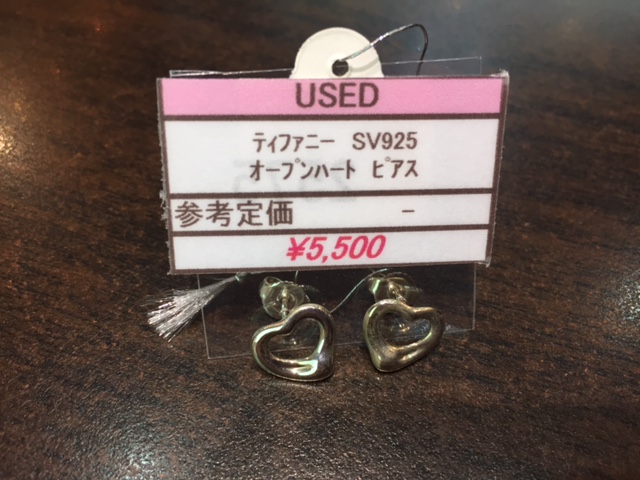 USED
ティファニー SV925
オープンハート ピアス
参考定価 −
¥5,500